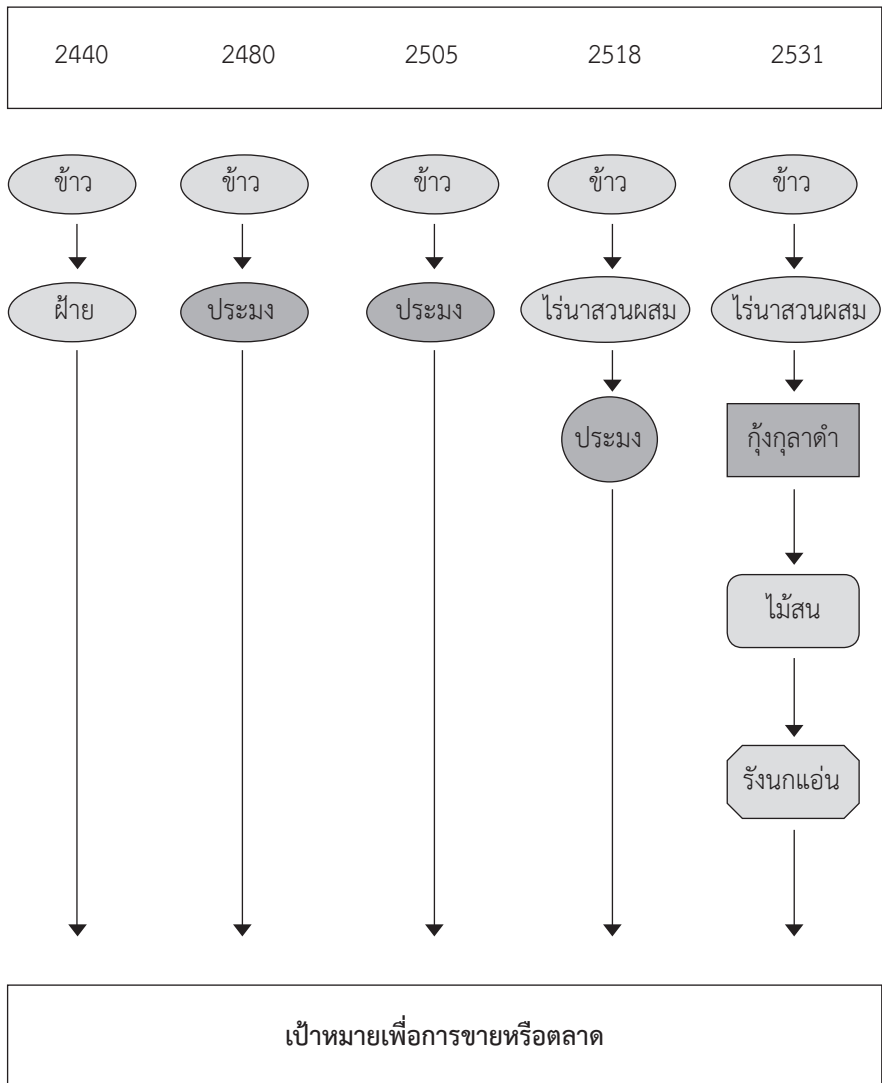 2440 2480 2505 2518 2531
ข้าว ข้าว ข้าว ข้าว ข้าว
ฝ้าย ประมง ประมง ไร่นาสวนผสม ไร่นาสวนผสม
ประมง กุ้งกุลาดำ
ไม้สน
รังนกแอ่น
เป้าหมายเพื่อการขายหรือตลาด